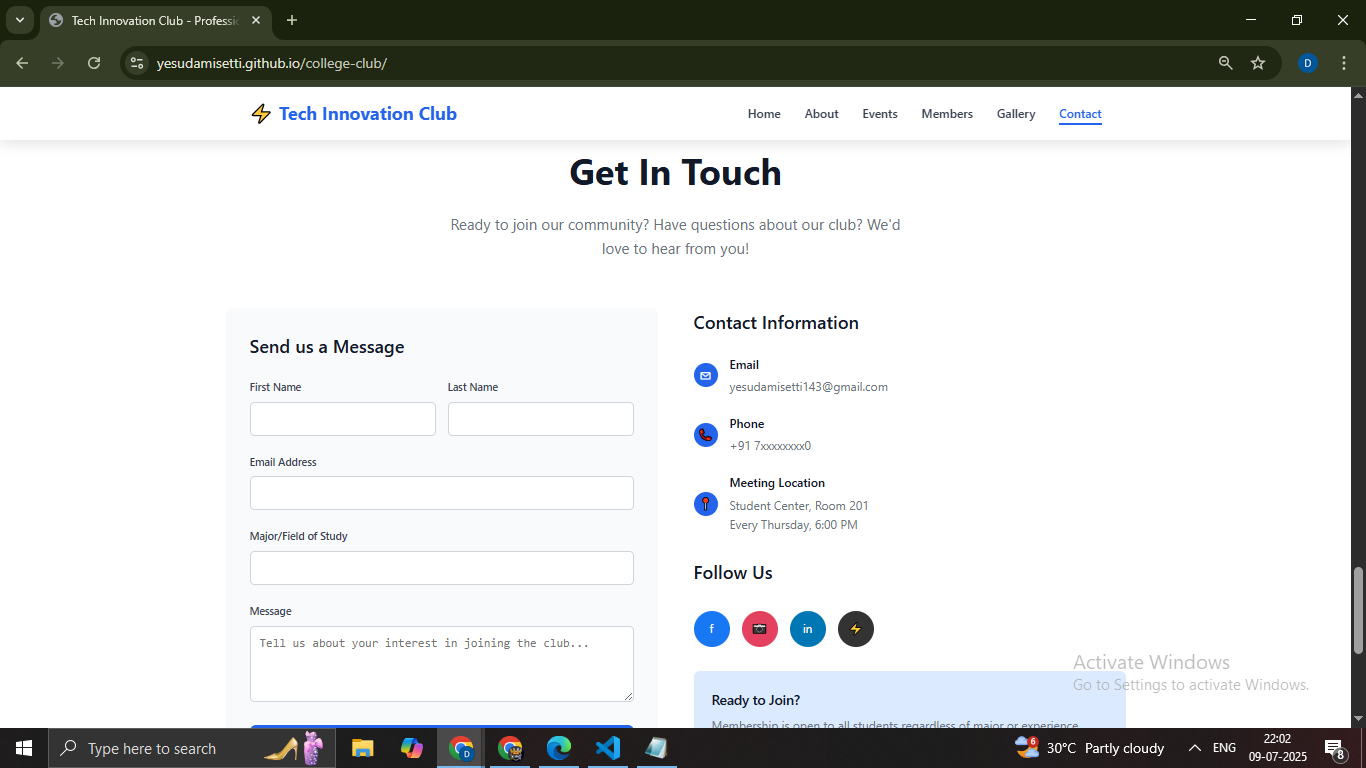 Tech Innovation Club - Professio
yesudamisetti.github.io/college-club/
D
Tech Innovation Club
Home About Events Members Gallery Contact
Get In Touch
Ready to join our community? Have questions about our club? We'd
love to hear from you!
Send us a Message
First Name
Last Name
Email Address
Major/Field of Study
Message
Tell us about your interest in joining the club...
Contact Information
Email
yesudamisetti143@gmail.com
Phone
+91 7xxxxxxxx0
Meeting Location
Student Center, Room 201
Every Thursday, 6:00 PM
Follow Us
f
in
Ready to Join?
Membership is open to all students regardless of major or experience
Activate Windows
Go to Settings to activate Windows.
Type here to search
D
6
30°C Partly cloudy
ENG
22:02
09-07-2025
8